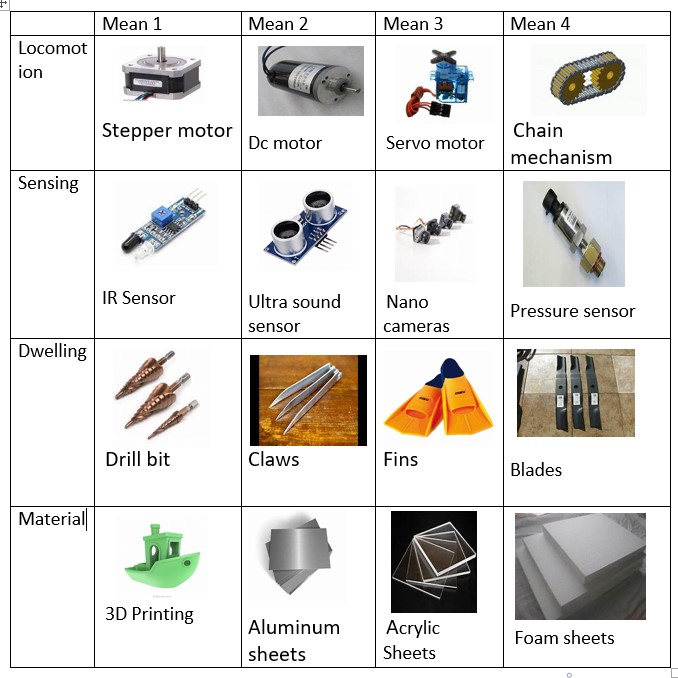 Mean 1 Mean 2 Mean 3 Mean 4
Locomot
ion
Stepper motor
Dc motor
Servo motor
Chain
mechanism
Sensing
IR Sensor
Ultra sound
sensor
Nano
cameras
Pressure sensor
Dwelling
Drill bit
Claws
Fins
Blades
Material
3D Printing
Aluminum
sheets
Acrylic
Sheets
Foam sheets